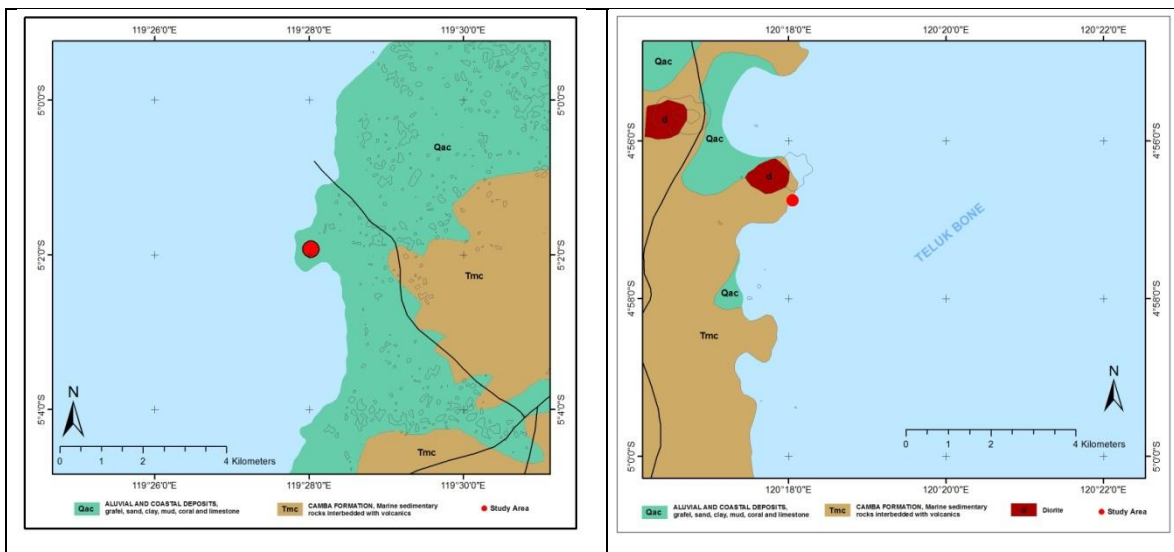 119°26'0"E 119°28'0"E 119°30'0"E
5°0'0"S
5°0'0"S
Qac
5°2'0"S
5°2'0"S
Tmc
5°4'0"S
5°4'0"S
N
Tmc
0 1 2 4 Kilometers
119°26'0"E 119°28'0"E 119°30'0"E
Qac ALUVIAL AND COASTAL DEPOSITS,
grafel, sand, clay, mud, coral and limestone
Tmc CAMBA FORMATION, Marine sedimentary
rocks interbedded with volcanics
Study Area
120°18'0"E 120°20'0"E 120°22'0"E
Qac
d
4°56'0"S
4°56'0"S
Qac
d
TELUK BONE
4°58'0"S
4°58'0"S
Qac
Tmc
N
0 1 2 4
Kilometers
5°0'0"S
5°0'0"S
120°18'0"E 120°20'0"E 120°22'0"E
Qac ALUVIAL AND COASTAL DEPOSITS,
grafel, sand, clay, mud, coral and limestone
Tmc CAMBA FORMATION, Marine sedimentary
rocks interbedded with volcanics
d Diorite
Study Area